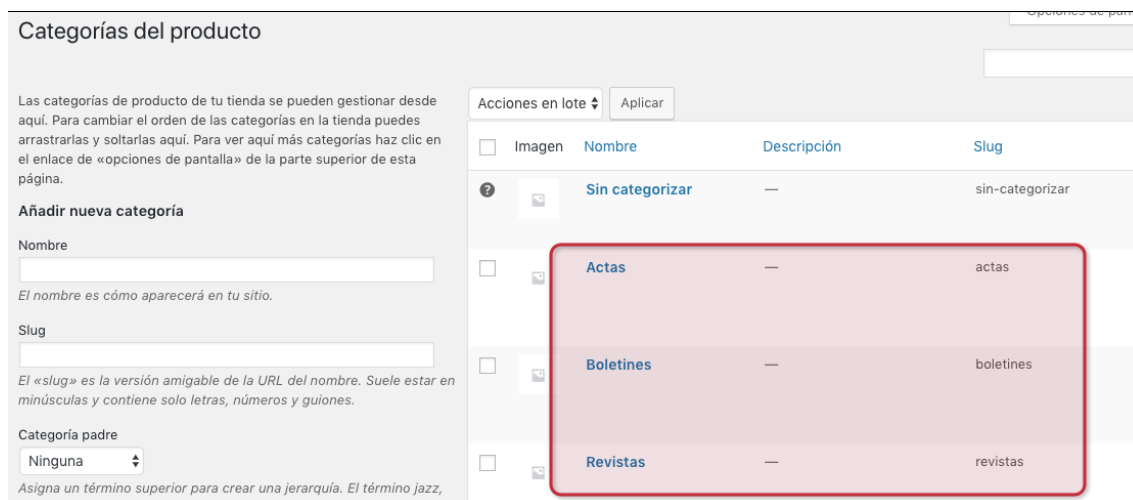 Categorías del producto
Las categorías de producto de tu tienda se pueden gestionar desde
aquí. Para cambiar el orden de las categorías en la tienda puedes
arrastrarlas y soltarlas aquí. Para ver aquí más categorías haz clic en
el enlace de «opciones de pantalla» de la parte superior de esta
página.
Añadir nueva categoría
Nombre
El nombre es cómo aparecerá en tu sitio.
Slug
El «slug» es la versión amigable de la URL del nombre. Suele estar en
minúsculas y contiene solo letras, números y guiones.
Categoría padre
Ninguna
Asigna un término superior para crear una jerarquía. El término jazz,
Opciones de
Acciones en lote Aplicar
Imagen Nombre Descripción Slug
Sin categorizar — sin-categorizar
Actas — actas
Boletines — boletines
Revistas — revistas